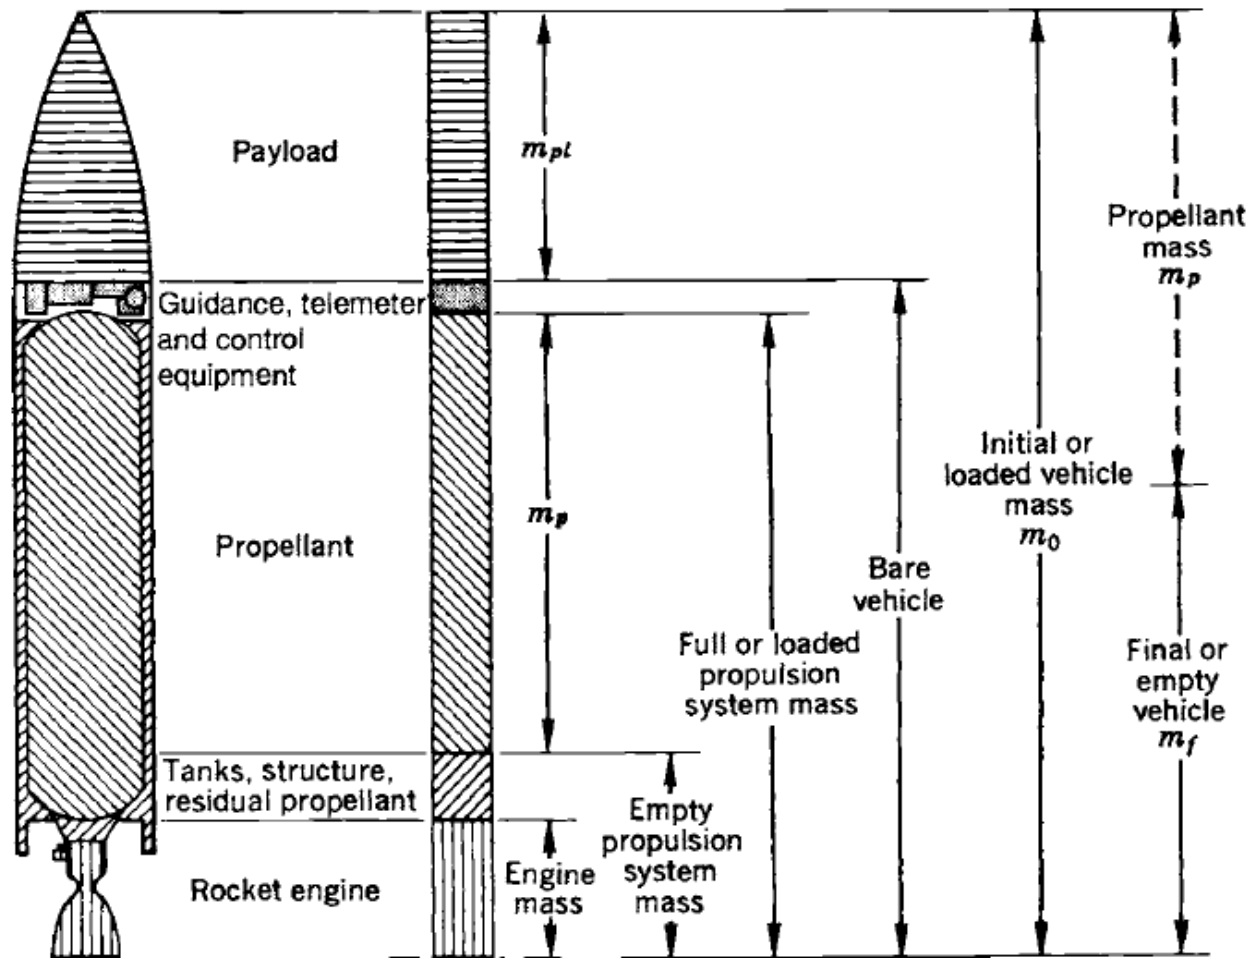 Payload
m_pl
Propellant
mass
m_p
Guidance, telemeter
and control
equipment
Initial or
loaded vehicle
mass
m_0
m_p
Propellant
Bare
vehicle
Full or loaded
propulsion
system mass
Final or
empty
vehicle
m_f
Tanks, structure,
residual propellant
Empty
propulsion
system
mass
Rocket engine
Engine
mass